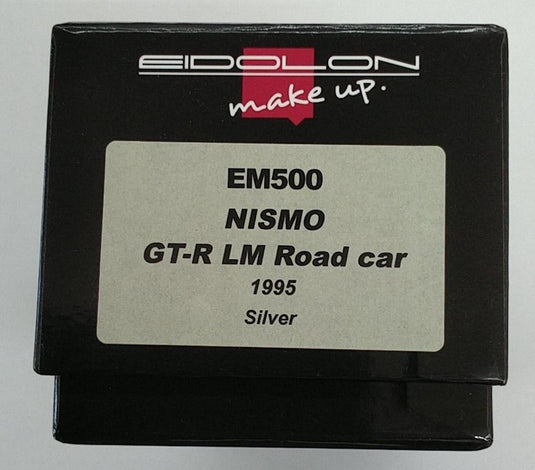 EIDOLON
make up.
EM500
NISMO
GT-R LM Road car
1995
Silver